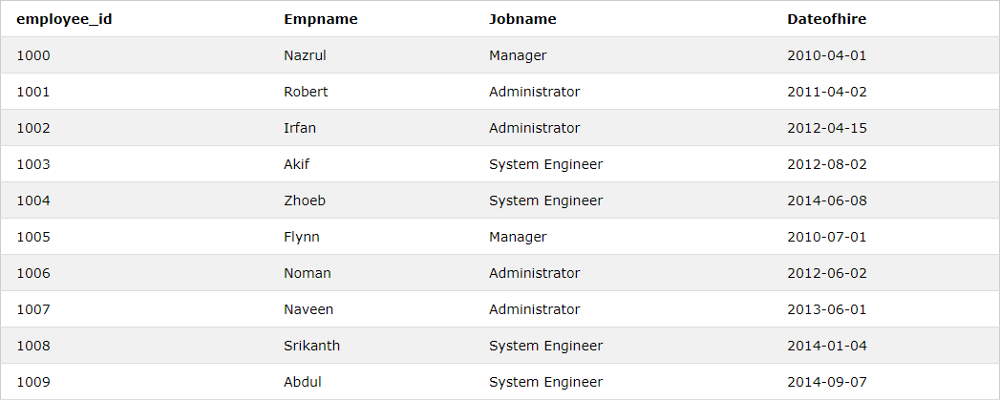 employee_id Empname Jobname Dateofhire
1000 Nazrul Manager 2010-04-01
1001 Robert Administrator 2011-04-02
1002 Irfan Administrator 2012-04-15
1003 Akif System Engineer 2012-08-02
1004 Zhoeb System Engineer 2014-06-08
1005 Flynn Manager 2010-07-01
1006 Noman Administrator 2012-06-02
1007 Naveen Administrator 2013-06-01
1008 Srikanth System Engineer 2014-01-04
1009 Abdul System Engineer 2014-09-07